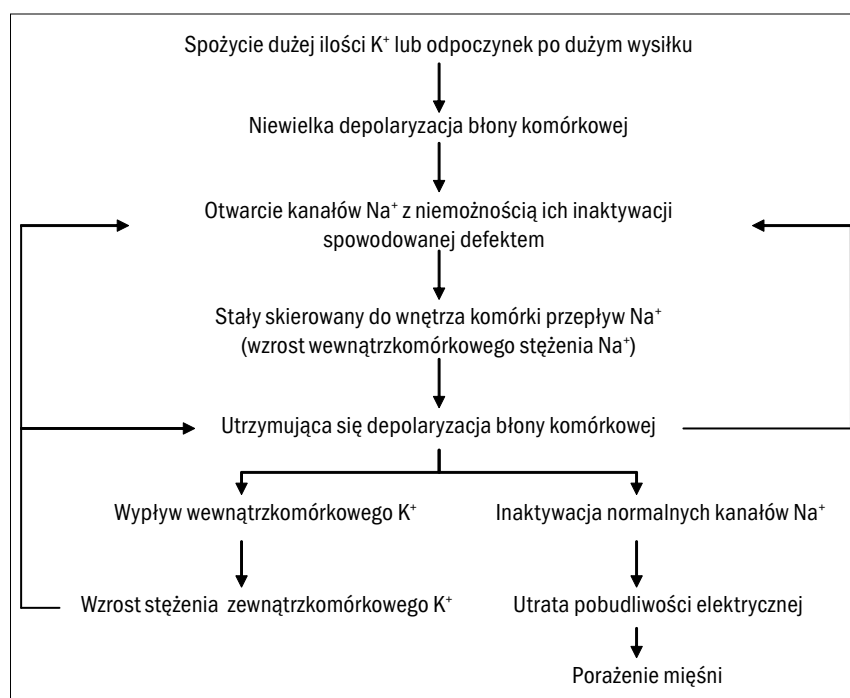 Spożycie dużej ilości K⁺ lub odpoczynek po dużym wysiłku
Niewielka depolaryzacja błony komórkowej
Otwarcie kanałów Na⁺ z niemożnością ich inaktywacji
spowodowanej defektem
Stały skierowany do wnętrza komórki przepływ Na⁺
(wzrost wewnątrzkomórkowego stężenia Na⁺)
Utrzymująca się depolaryzacja błony komórkowej
Wypływ wewnątrzkomórkowego K⁺
Inaktywacja normalnych kanałów Na⁺
Wzrost stężenia zewnątrzkomórkowego K⁺
Utrata pobudliwości elektrycznej
Porażenie mięśni